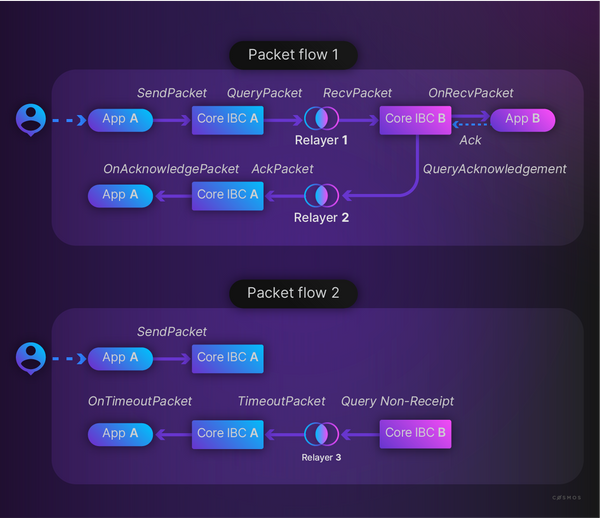 Packet flow 1
SendPacket QueryPacket RecvPacket OnRecvPacket
App A Core IBC A Core IBC B App B
Relayer 1 Ack
OnAcknowledgePacket AckPacket QueryAcknowledgement
App A Core IBC A
Relayer 2
Packet flow 2
SendPacket
App A Core IBC A
OnTimeoutPacket TimeoutPacket Query Non-Receipt
App A Core IBC A Core IBC B
Relayer 3
COSMOS